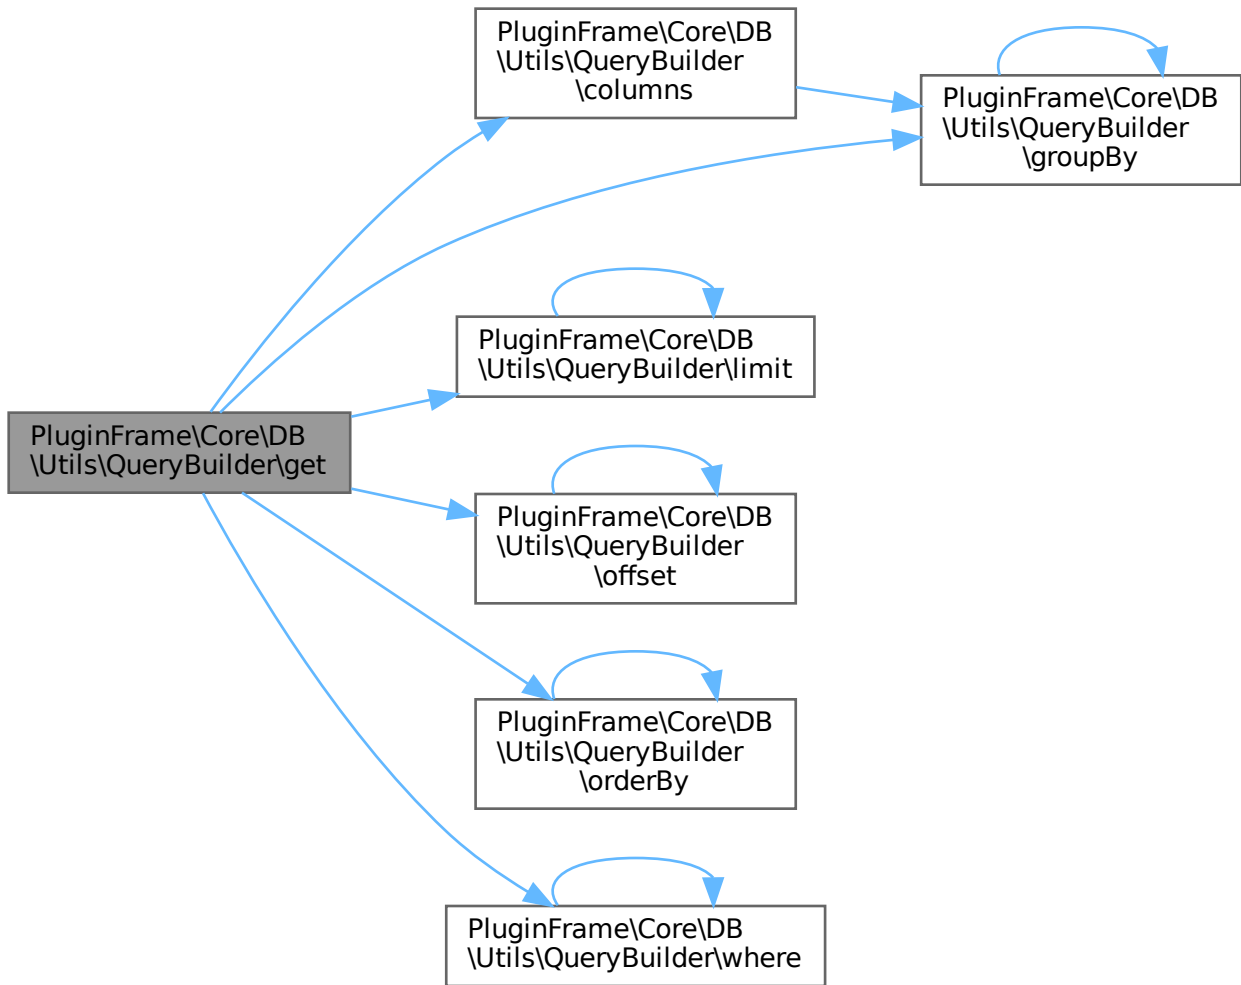 PluginFrame\Core\DB
\Utils\QueryBuilder
\columns
PluginFrame\Core\DB
\Utils\QueryBuilder
\groupBy
PluginFrame\Core\DB
\Utils\QueryBuilder\limit
PluginFrame\Core\DB
\Utils\QueryBuilder\get
PluginFrame\Core\DB
\Utils\QueryBuilder
\offset
PluginFrame\Core\DB
\Utils\QueryBuilder
\orderBy
PluginFrame\Core\DB
\Utils\QueryBuilder\where